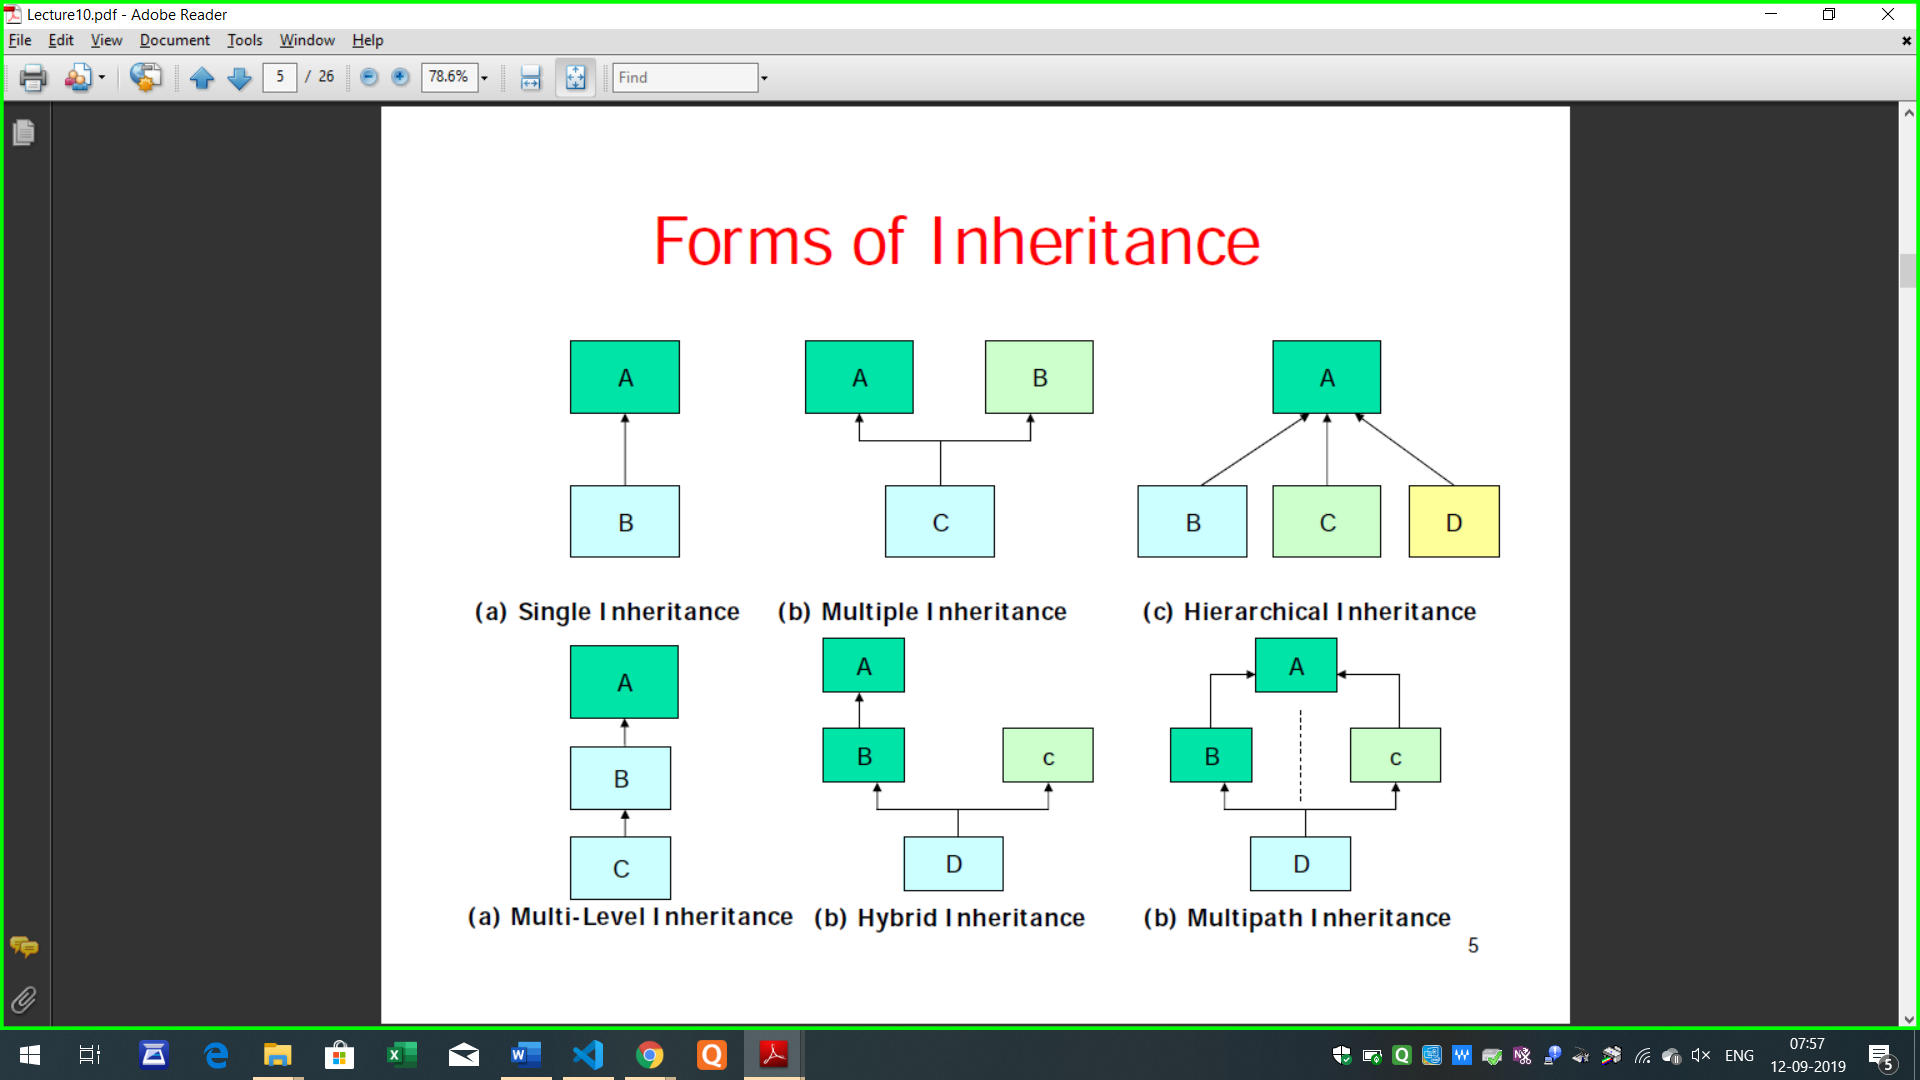 Lecture10.pdf - Adobe Reader
File Edit View Document Tools Window Help
5 / 26 78.6% Find
Forms of Inheritance
A A B A
B C B C D
(a) Single Inheritance (b) Multiple Inheritance (c) Hierarchical Inheritance
A A A
B B c B c
C D D
(a) Multi-Level Inheritance (b) Hybrid Inheritance (b) Multipath Inheritance
5
ENG 07:57
12-09-2019 5